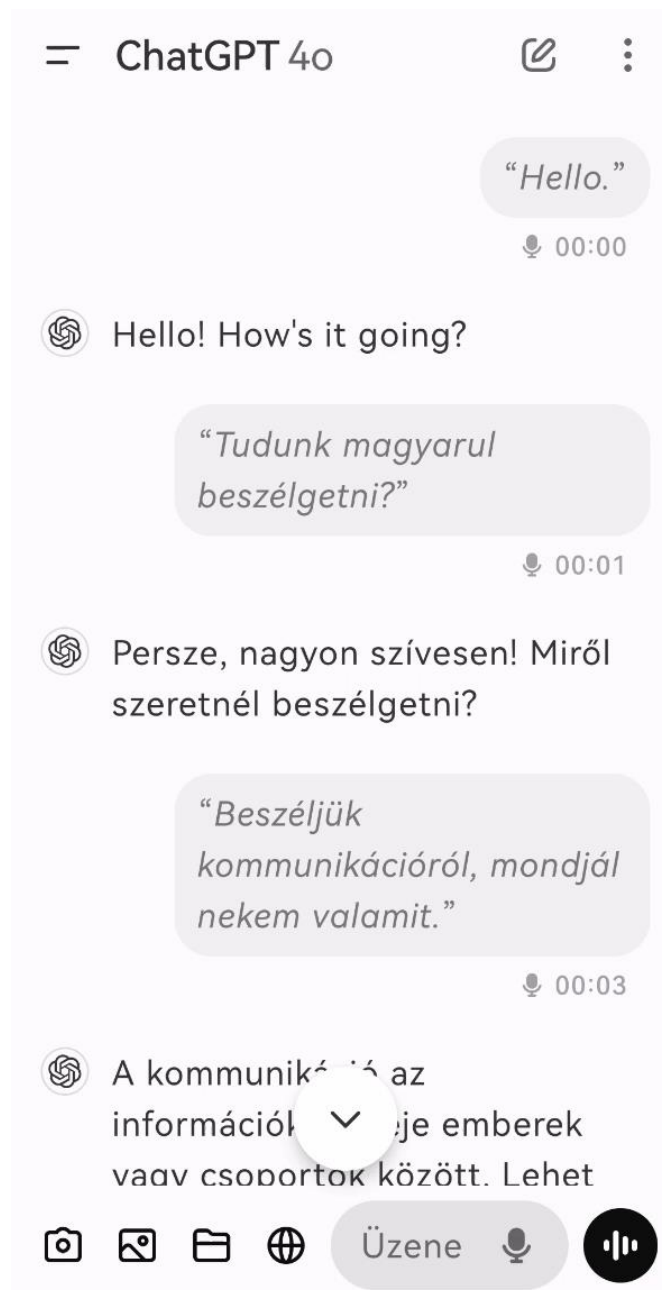 ChatGPT 4o
“Hello.”
00:00
Hello! How's it going?
“Tudunk magyarul
beszélgetni?”
00:01
Persze, nagyon szívesen! Miről
szeretnél beszélgetni?
“Beszéljük
kommunikációról, mondjál
nekem valamit.”
00:03
A az
emberek
vagy csoportok között. Lehet
Üzene